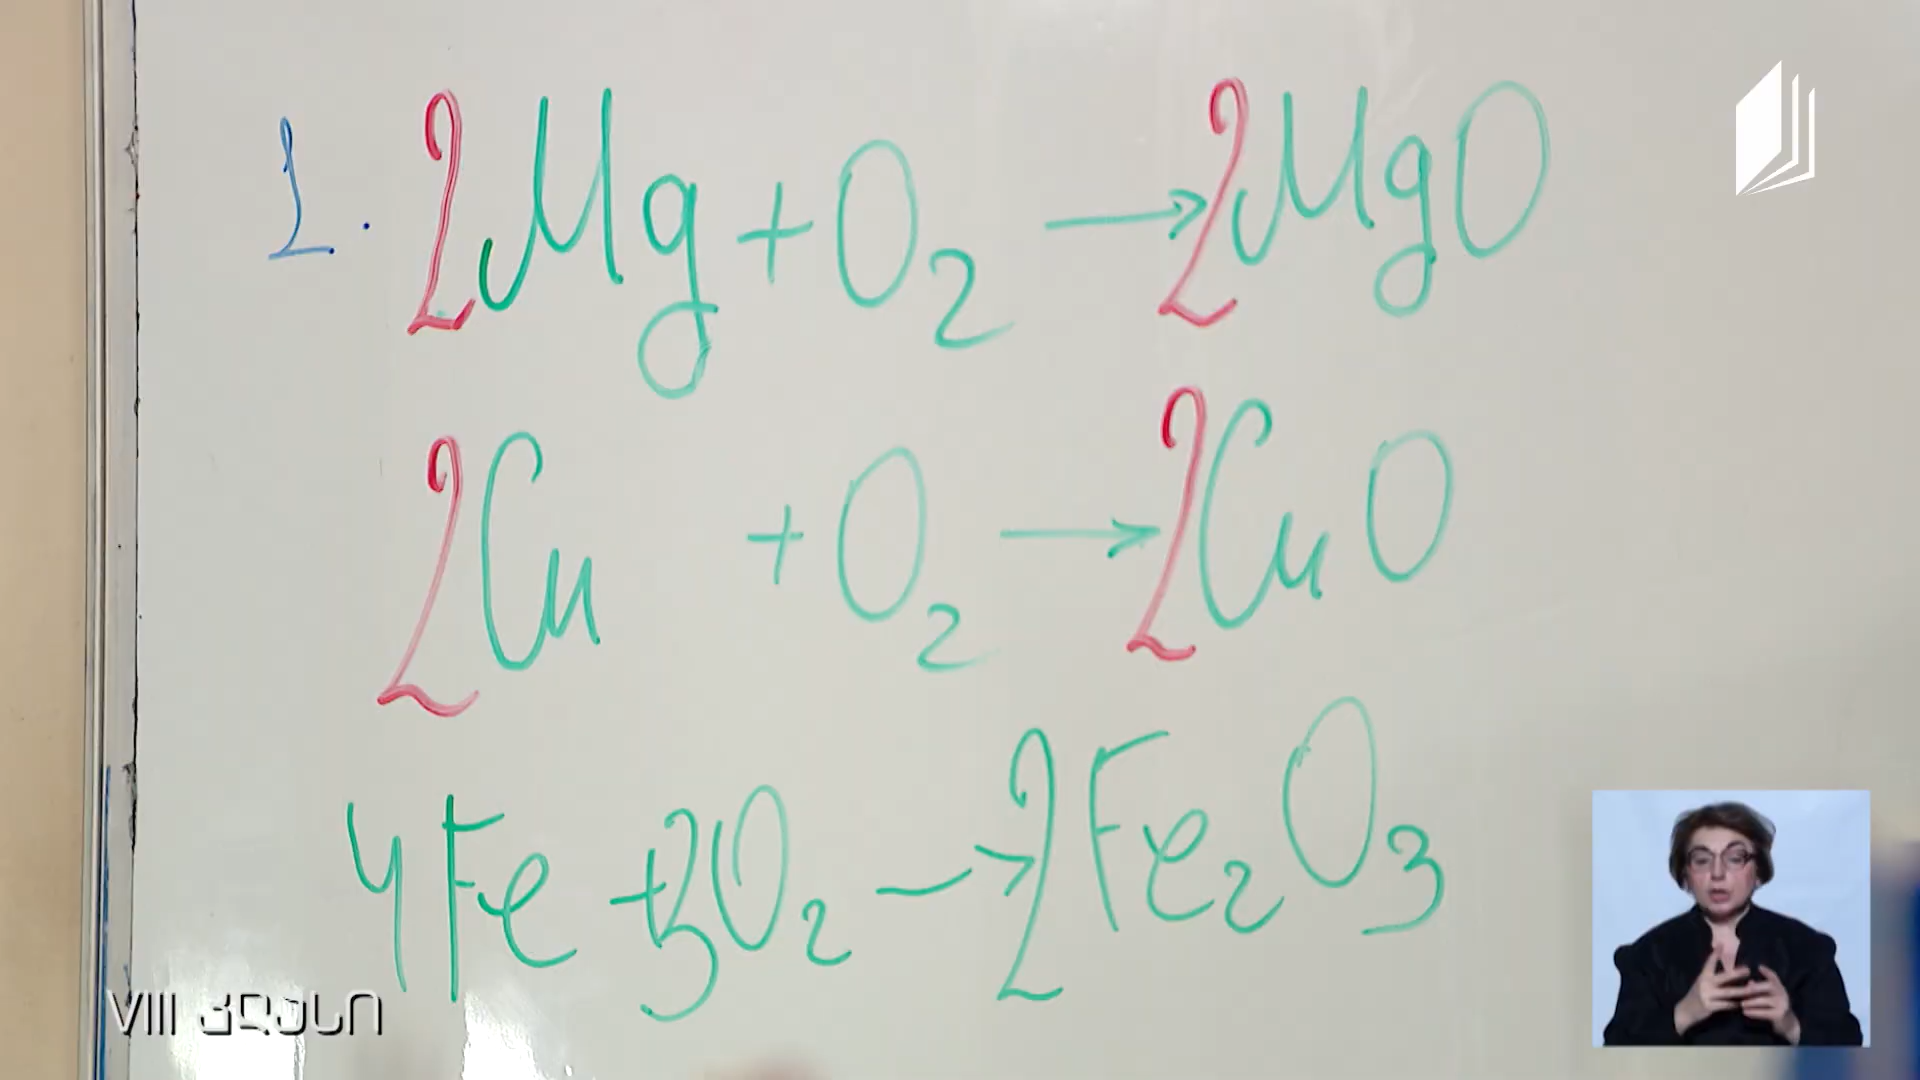 1. 2Mg + O₂ → 2MgO
2Cu + O₂ → 2CuO
4Fe + 3O₂ → 2Fe₂O₃
VIII კლასი